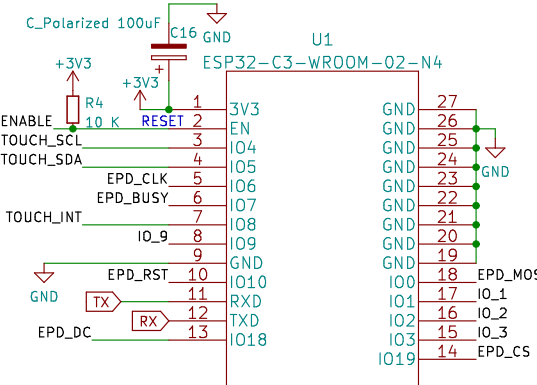 C_Polarized 100uF
C16
GND
U1
ESP32-C3-WROOM-02-N4
+3V3
+3V3
+
R4
10 K
ENABLE
RESET
1 3V3
2 EN
TOUCH_SCL 3 IO4
TOUCH_SDA 4 IO5
EPD_CLK 5 IO6
EPD_BUSY 6 IO7
TOUCH_INT 7 IO8
IO_9 8 IO9
9 GND
GND
EPD_RST 10 IO10
TX 11 RXD
RX 12 TXD
EPD_DC 13 IO18
GND 27
GND 26
GND 25
GND 24
GND
GND 23
GND 22
GND 21
GND 20
GND 19
IO0 18 EPD_MOS
IO1 17 IO_1
IO2 16 IO_2
IO3 15 IO_3
IO19 14 EPD_CS